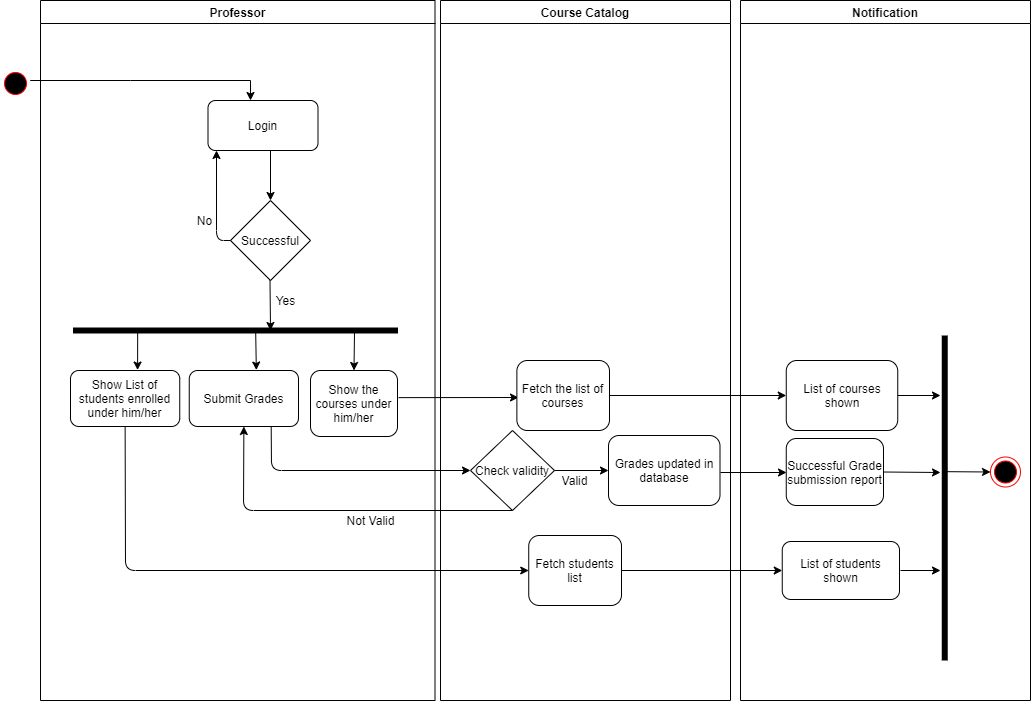 Professor
Course Catalog
Notification
Login
No
Successful
Yes
Show List of
students enrolled
under him/her
Submit Grades
Show the
courses under
him/her
Fetch the list of
courses
List of courses
shown
Check validity
Valid
Grades updated in
database
Successful Grade
submission report
Not Valid
Fetch students
list
List of students
shown